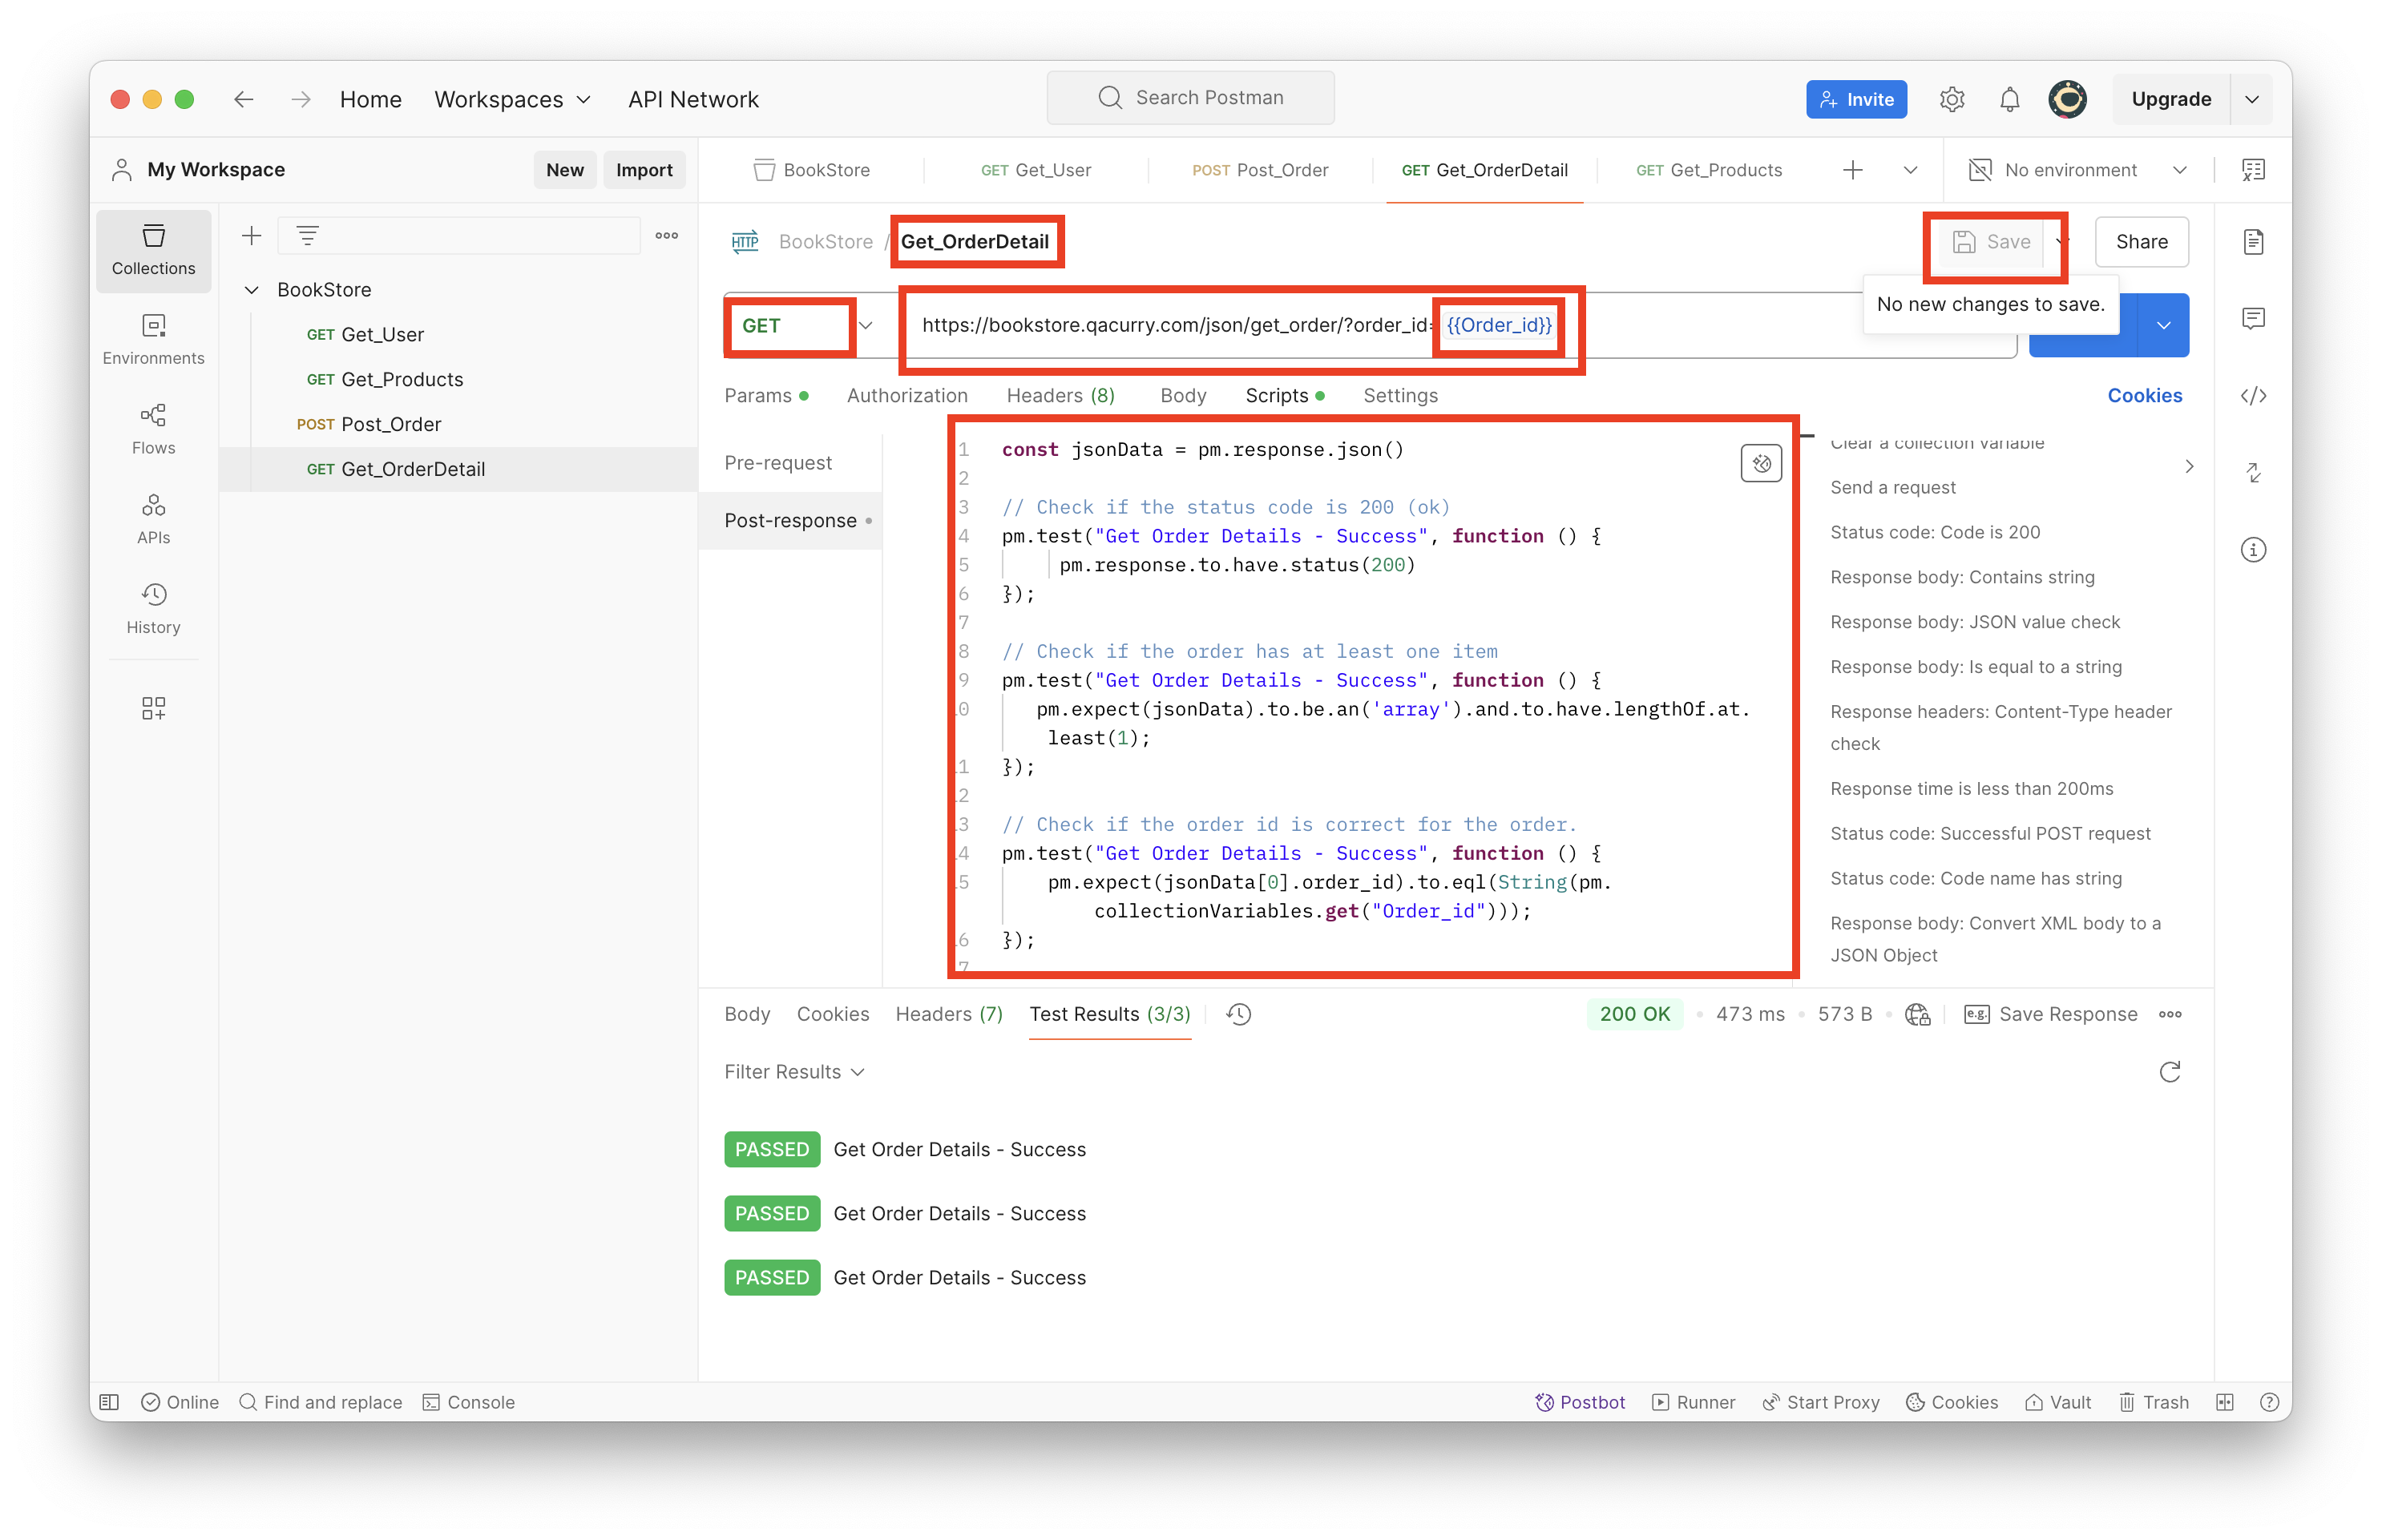 Home Workspaces API Network
Search Postman
Invite Upgrade
My Workspace New Import
BookStore GET Get_User POST Post_Order GET Get_OrderDetail GET Get_Products No environment
Collections
Environments
Flows
APIs
History
BookStore
GET Get_User
GET Get_Products
POST Post_Order
GET Get_OrderDetail
HTTP BookStore / Get_OrderDetail Save Share
No new changes to save.
GET https://bookstore.qacurry.com/json/get_order/?order_id={{Order_id}}
Params Authorization Headers (8) Body Scripts Settings Cookies
Pre-request
Post-response
1 const jsonData = pm.response.json()
2
3 // Check if the status code is 200 (ok)
4 pm.test("Get Order Details - Success", function () {
5 pm.response.to.have.status(200)
6 });
7
8 // Check if the order has at least one item
9 pm.test("Get Order Details - Success", function () {
10 pm.expect(jsonData).to.be.an('array').and.to.have.lengthOf.at.
least(1);
11 });
12
13 // Check if the order id is correct for the order.
14 pm.test("Get Order Details - Success", function () {
15 pm.expect(jsonData[0].order_id).to.eql(String(pm.
collectionVariables.get("Order_id")));
16 });
17
Clear a collection variable
Send a request
Status code: Code is 200
Response body: Contains string
Response body: JSON value check
Response body: Is equal to a string
Response headers: Content-Type header
check
Response time is less than 200ms
Status code: Successful POST request
Status code: Code name has string
Response body: Convert XML body to a
JSON Object
Body Cookies Headers (7) Test Results (3/3) 200 OK 473 ms 573 B e.g. Save Response
Filter Results
PASSED Get Order Details - Success
PASSED Get Order Details - Success
PASSED Get Order Details - Success
Online Find and replace Console Postbot Runner Start Proxy Cookies Vault Trash